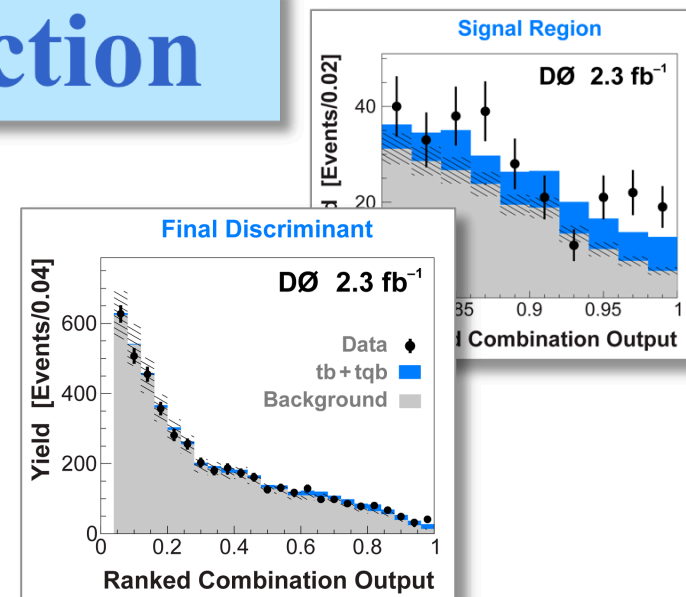 ction
Signal Region
DØ 2.3 fb⁻¹
[Events/0.02]
40
20
0.9
0.95
1
Combination Output
Final Discriminant
DØ 2.3 fb⁻¹
Yield [Events/0.04]
600
400
200
0
Data
tb+tqb
Background
0 0.2 0.4 0.6 0.8 1
Ranked Combination Output